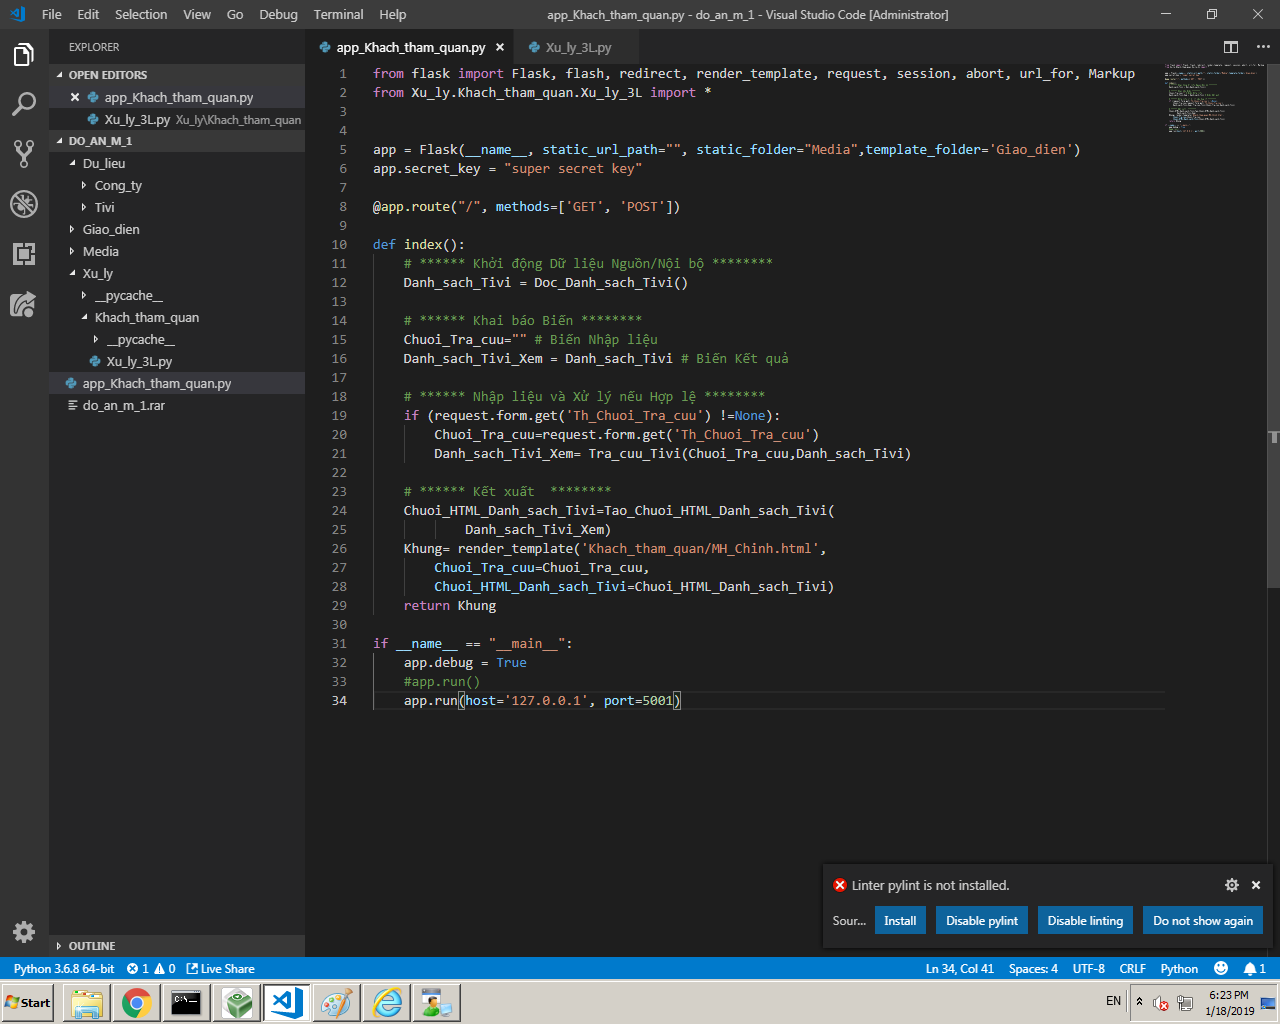 File Edit Selection View Go Debug Terminal Help app_Khach_tham_quan.py - do_an_m_1 - Visual Studio Code [Administrator]
EXPLORER
OPEN EDITORS
app_Khach_tham_quan.py
Xu_ly_3L.py Xu_ly\Khach_tham_quan
DO_AN_M_1
Du_lieu
Cong_ty
Tivi
Giao_dien
Media
Xu_ly
__pycache__
Khach_tham_quan
__pycache__
Xu_ly_3L.py
app_Khach_tham_quan.py
do_an_m_1.rar
OUTLINE
app_Khach_tham_quan.py Xu_ly_3L.py
1 from flask import Flask, flash, redirect, render_template, request, session, abort, url_for, Markup
2 from Xu_ly.Khach_tham_quan.Xu_ly_3L import *
3
4
5 app = Flask(__name__, static_url_path="", static_folder="Media",template_folder='Giao_dien')
6 app.secret_key = "super secret key"
7
8 @app.route("/", methods=['GET', 'POST'])
9
10 def index():
11 # ****** Khởi động Dữ liệu Nguồn/Nội bộ ********
12 Danh_sach_Tivi = Doc_Danh_sach_Tivi()
13
14 # ****** Khai báo Biến ********
15 Chuoi_Tra_cuu="" # Biến Nhập liệu
16 Danh_sach_Tivi_Xem = Danh_sach_Tivi # Biến Kết quả
17
18 # ****** Nhập liệu và Xử lý nếu Hợp lệ ********
19 if (request.form.get('Th_Chuoi_Tra_cuu') !=None):
20 Chuoi_Tra_cuu=request.form.get('Th_Chuoi_Tra_cuu')
21 Danh_sach_Tivi_Xem= Tra_cuu_Tivi(Chuoi_Tra_cuu,Danh_sach_Tivi)
22
23 # ****** Kết xuất  ********
24 Chuoi_HTML_Danh_sach_Tivi=Tao_Chuoi_HTML_Danh_sach_Tivi(
25 Danh_sach_Tivi_Xem)
26 Khung= render_template('Khach_tham_quan/MH_Chinh.html',
27 Chuoi_Tra_cuu=Chuoi_Tra_cuu,
28 Chuoi_HTML_Danh_sach_Tivi=Chuoi_HTML_Danh_sach_Tivi)
29 return Khung
30
31 if __name__ == "__main__":
32 app.debug = True
33 #app.run()
34 app.run(host='127.0.0.1', port=5001)
Linter pylint is not installed.
Sour... Install Disable pylint Disable linting Do not show again
Python 3.6.8 64-bit 1 0 Live Share Ln 34, Col 41 Spaces: 4 UTF-8 CRLF Python 1
Start EN 6:23 PM
1/18/2019